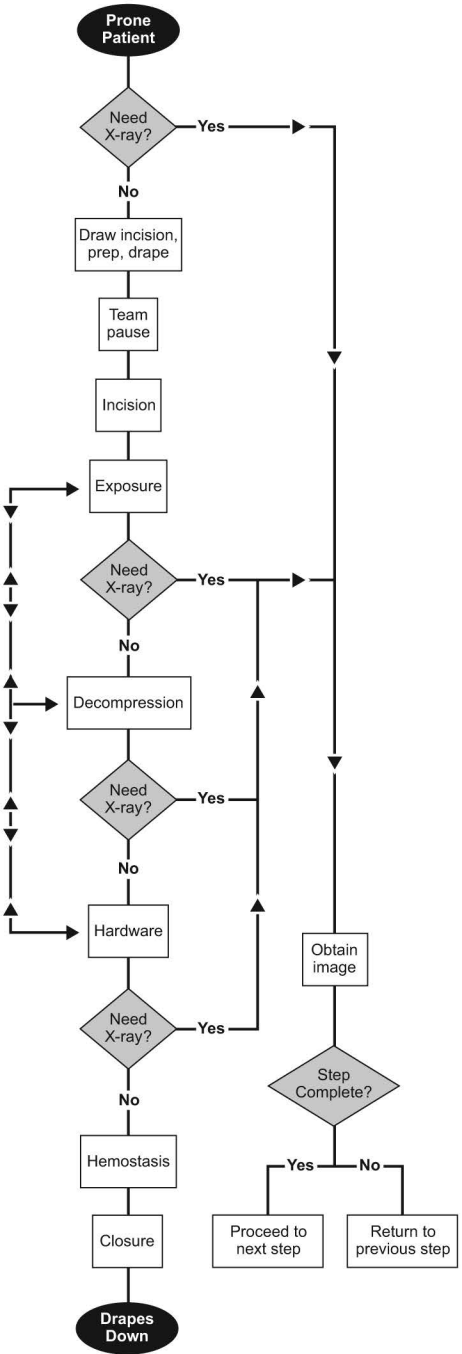 Prone
Patient
Need
X-ray?
Yes
No
Draw incision,
prep, drape
Team
pause
Incision
Exposure
Need
X-ray?
Yes
No
Decompression
Need
X-ray?
Yes
No
Hardware
Need
X-ray?
Yes
No
Hemostasis
Closure
Drapes
Down
Obtain
image
Step
Complete?
Yes
No
Proceed to
next step
Return to
previous step